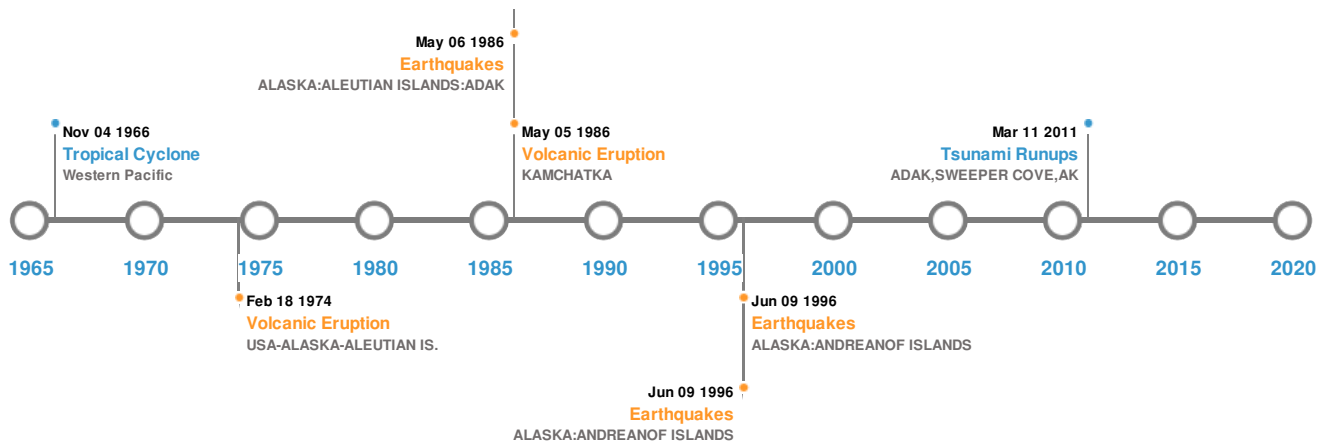 May 06 1986
Earthquakes
ALASKA:ALEUTIAN ISLANDS:ADAK
Nov 04 1966
Tropical Cyclone
Western Pacific
May 05 1986
Volcanic Eruption
KAMCHATKA
Mar 11 2011
Tsunami Runups
ADAK,SWEEPER COVE,AK
1965 1970 1975 1980 1985 1990 1995 2000 2005 2010 2015 2020
Feb 18 1974
Volcanic Eruption
USA-ALASKA-ALEUTIAN IS.
Jun 09 1996
Earthquakes
ALASKA:ANDREANOF ISLANDS
Jun 09 1996
Earthquakes
ALASKA:ANDREANOF ISLANDS